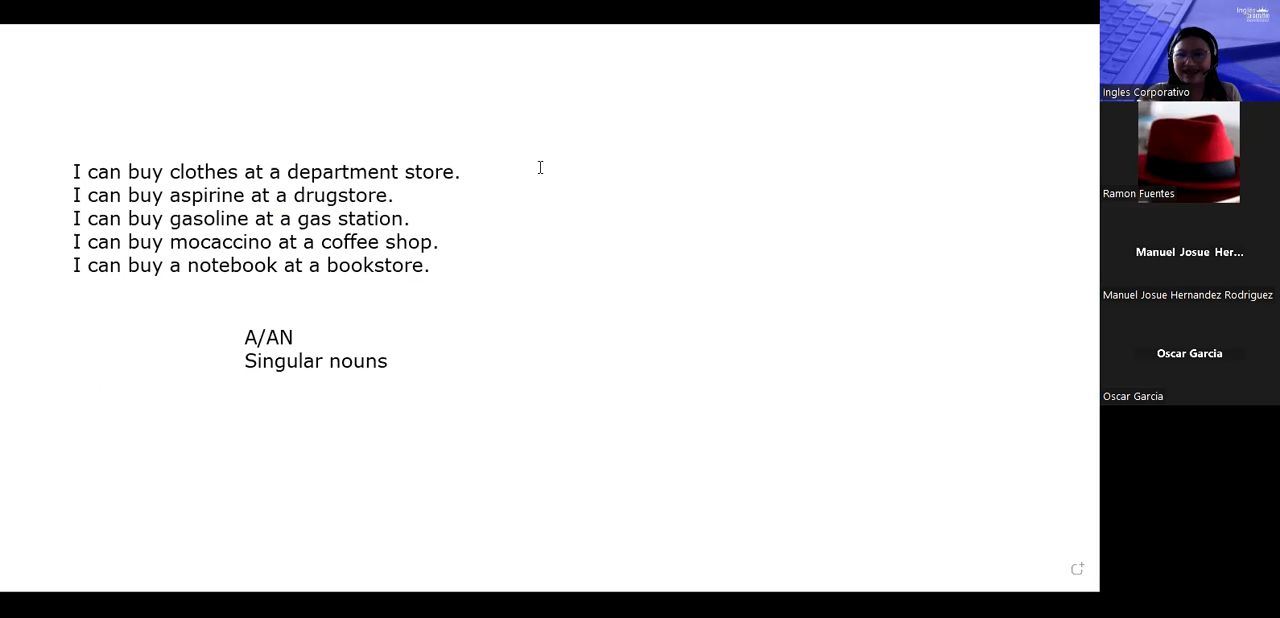 I can buy clothes at a department store.
I can buy aspirine at a drugstore.
I can buy gasoline at a gas station.
I can buy mocaccino at a coffee shop.
I can buy a notebook at a bookstore.
A/AN
Singular nouns
Ingles
Ingles Corporativo
Ramon Fuentes
Manuel Josue Her...
Manuel Josue Hernandez Rodriguez
Oscar Garcia
Oscar Garcia